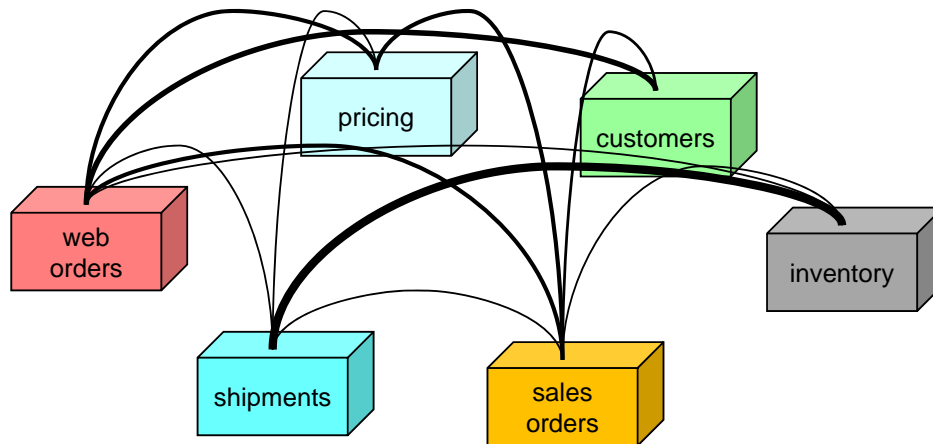 pricing
customers
web
orders
inventory
shipments
sales
orders